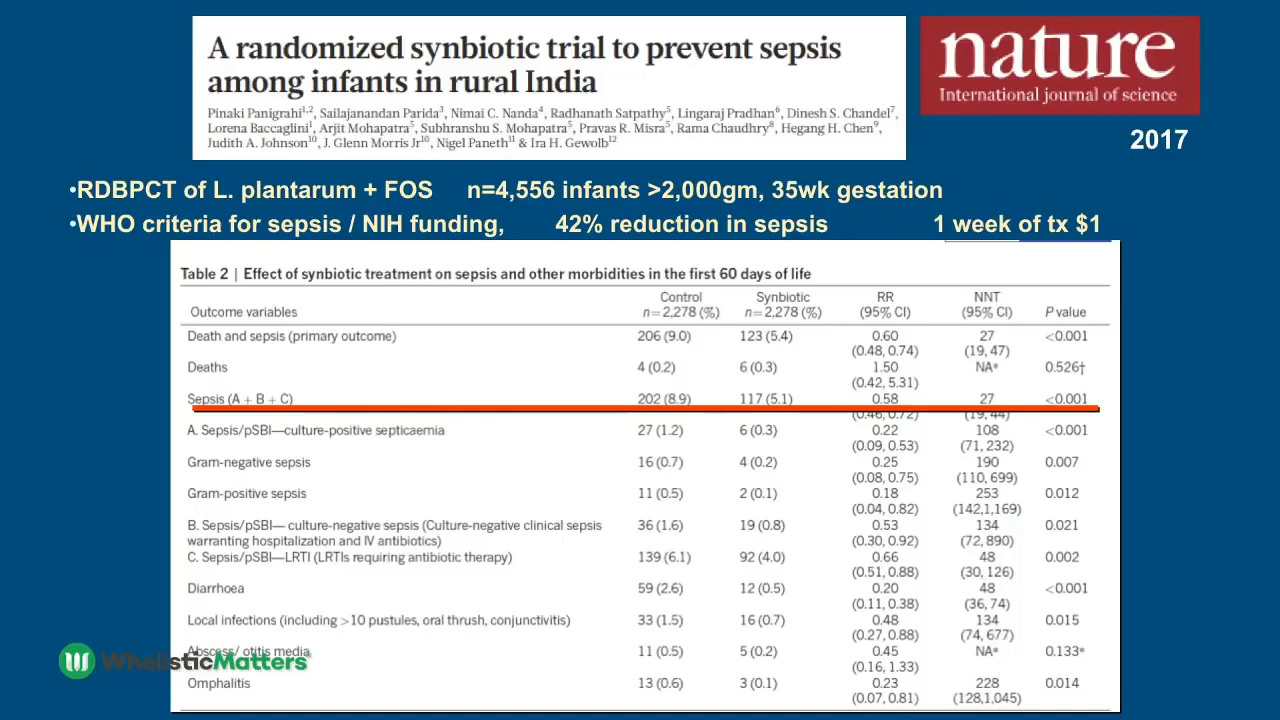 A randomized synbiotic trial to prevent sepsis
among infants in rural India
Pinaki Panigrahi1,2, Sailajanandan Parida3, Nimai C. Nanda4, Radhanath Satpathy5, Lingaraj Pradhan6, Dinesh S. Chandel7,
Lorena Baccaglini1, Arjit Mohapatra5, Subhranshu S. Mohapatra5, Pravas R. Misra5, Rama Chaudhry8, Hegang H. Chen9,
Judith A. Johnson10, J. Glenn Morris Jr10, Nigel Paneth11 & Ira H. Gewolb12
nature
International journal of science
2017
•RDBPCT of L. plantarum + FOS n=4,556 infants >2,000gm, 35wk gestation
•WHO criteria for sepsis / NIH funding, 42% reduction in sepsis 1 week of tx $1
Table 2 | Effect of synbiotic treatment on sepsis and other morbidities in the first 60 days of life
Control Synbiotic RR NNT
Outcome variables n=2,278 (%) n=2,278 (%) (95% CI) (95% CI) P value
Death and sepsis (primary outcome) 206 (9.0) 123 (5.4) 0.60 27 <0.001
(0.48, 0.74) (19, 47)
Deaths 4 (0.2) 6 (0.3) 1.50 NA* 0.526†
(0.42, 5.31)
Sepsis (A + B + C) 202 (8.9) 117 (5.1) 0.58 27 <0.001
(0.46, 0.72) (19, 44)
A. Sepsis/pSBI—culture-positive septicaemia 27 (1.2) 6 (0.3) 0.22 108 <0.001
(0.09, 0.53) (71, 232)
Gram-negative sepsis 16 (0.7) 4 (0.2) 0.25 190 0.007
(0.08, 0.75) (110, 699)
Gram-positive sepsis 11 (0.5) 2 (0.1) 0.18 253 0.012
(0.04, 0.82) (142,1,169)
B. Sepsis/pSBI— culture-negative sepsis (Culture-negative clinical sepsis 36 (1.6) 19 (0.8) 0.53 134 0.021
warranting hospitalization and IV antibiotics) (0.30, 0.92) (72, 890)
C. Sepsis/pSBI—LRTI (LRTIs requiring antibiotic therapy) 139 (6.1) 92 (4.0) 0.66 48 0.002
(0.51, 0.88) (30, 126)
Diarrhoea 59 (2.6) 12 (0.5) 0.20 48 <0.001
(0.11, 0.38) (36, 74)
Local infections (including >10 pustules, oral thrush, conjunctivitis) 33 (1.5) 16 (0.7) 0.48 134 0.015
(0.27, 0.88) (74, 677)
Abscess/ otitis media 11 (0.5) 5 (0.2) 0.45 NA* 0.133*
WholisticMatters (0.16, 1.33)
Omphalitis 13 (0.6) 3 (0.1) 0.23 228 0.014
(0.07, 0.81) (128,1,045)